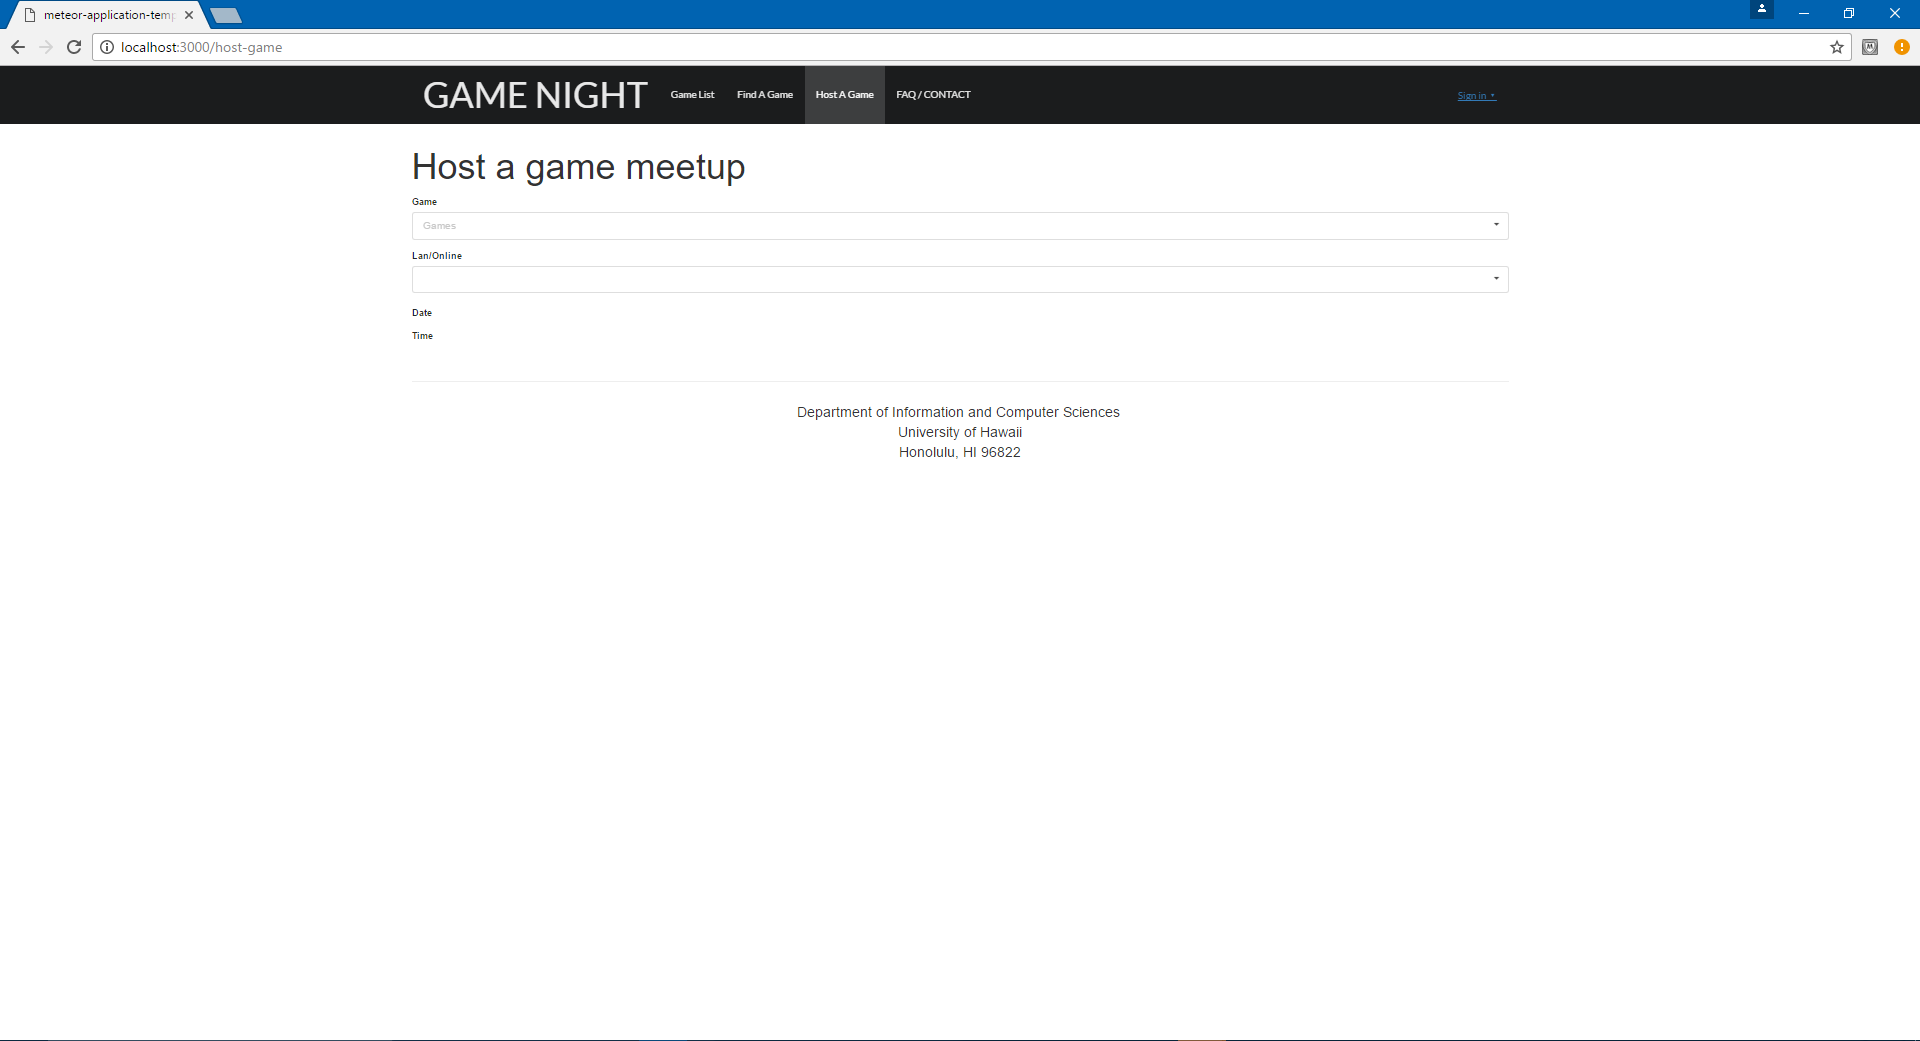 meteor-application-temp
localhost:3000/host-game
GAME NIGHT
Game List
Find A Game
Host A Game
FAQ / CONTACT
Sign in
Host a game meetup
Game
Games
Lan/Online
Date
Time
Department of Information and Computer Sciences
University of Hawaii
Honolulu, HI 96822